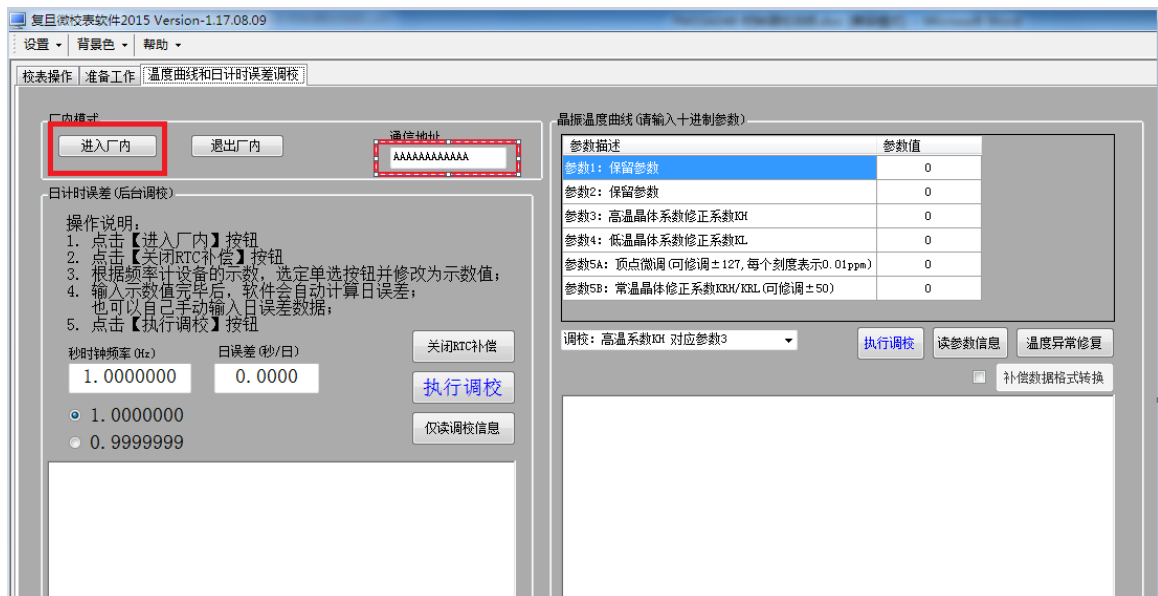 复旦微校表软件2015 Version-1.17.08.09
设置 背景色 帮助
校表操作 准备工作 温度曲线和日计时误差调校
厂内模式
进入厂内 退出厂内
通信地址
AAAAAAAAAAAA
日计时误差(后台调校)
操作说明:
1. 点击【进入厂内】按钮
2. 点击【关闭RTC补偿】按钮
3. 根据频率计设备的示数, 选定单选按钮并修改为示数值;
4. 输入示数值完毕后, 软件会自动计算日误差;
也可以自己手动输入日误差数据;
5. 点击【执行调校】按钮
秒时钟频率(Hz) 日误差(秒/日)
1.0000000 0.0000
1.0000000
0.9999999
关闭RTC补偿
执行调校
仅读调校信息
晶振温度曲线(请输入十进制参数)
参数描述 参数值
参数1: 保留参数 0
参数2: 保留参数 0
参数3: 高温晶体系数修正系数KH 0
参数4: 低温晶体系数修正系数KL 0
参数5A: 顶点微调(可修调±127,每个刻度表示0.01ppm) 0
参数5B: 常温晶体修正系数KRH/KRL(可修调±50) 0
调校: 高温系数KH 对应参数3 执行调校 读参数信息 温度异常修复
补偿数据格式转换